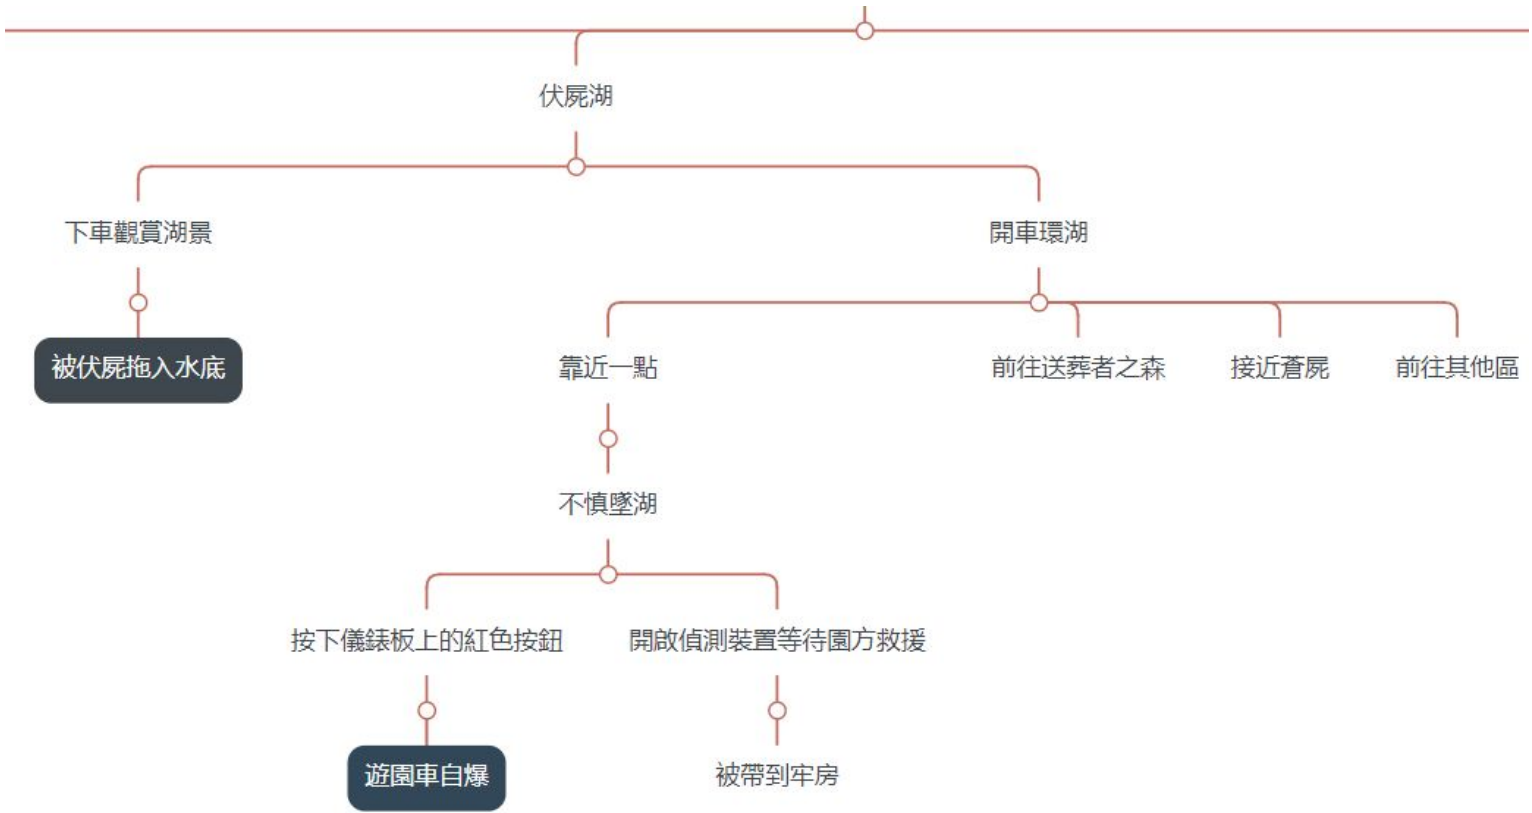 伏屍湖
下車觀賞湖景
開車環湖
被伏屍拖入水底
靠近一點
前往送葬者之森
接近蒼屍
前往其他區
不慎墜湖
按下儀錶板上的紅色按鈕
開啟偵測裝置等待園方救援
遊園車自爆
被帶到牢房